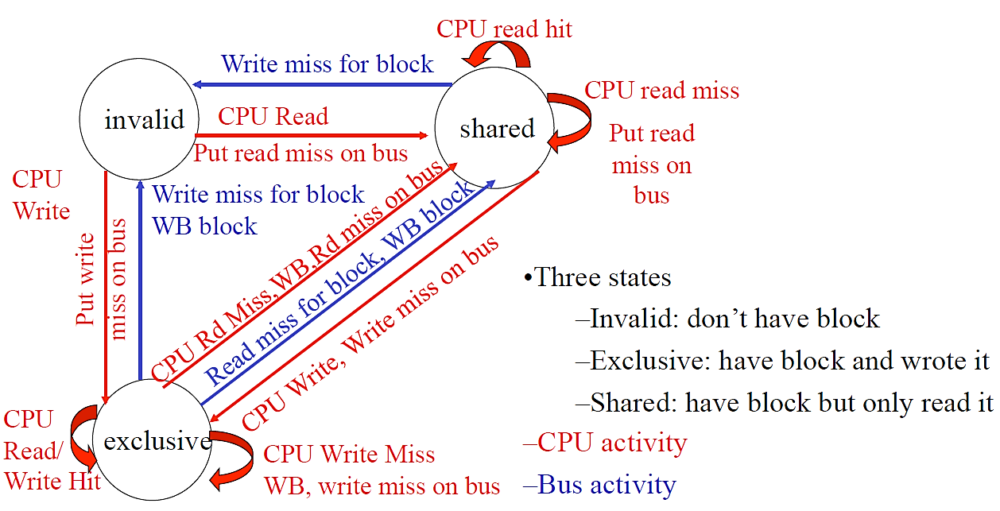 CPU read hit
Write miss for block
invalid
CPU Read
Put read miss on bus
shared
CPU read miss
Put read
miss on
bus
CPU
Write
Put write
miss on bus
Write miss for block
WB block
CPU Rd Miss,WB,Rd miss on bus
Read miss for block, WB block
CPU Write, Write miss on bus
CPU
Read/
Write Hit
exclusive
CPU Write Miss
WB, write miss on bus
•Three states
–Invalid: don’t have block
–Exclusive: have block and wrote it
–Shared: have block but only read it
–CPU activity
–Bus activity